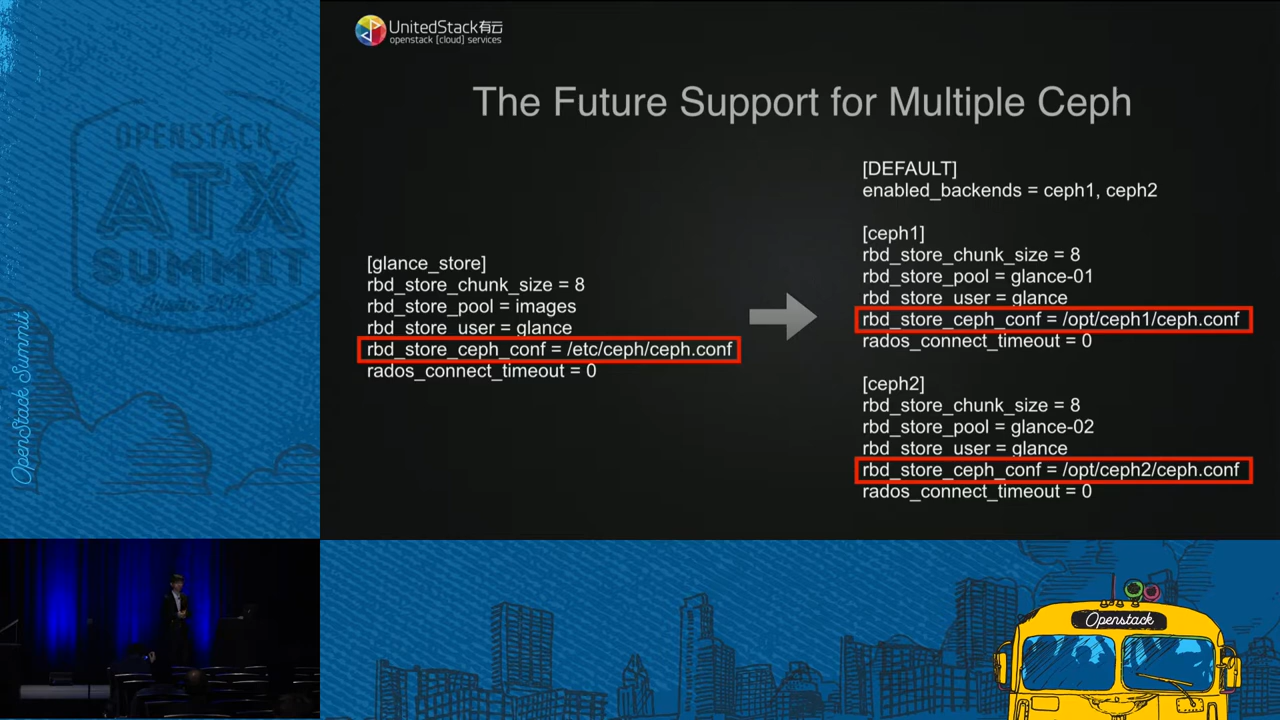 UnitedStack有云
openstack [cloud] services
The Future Support for Multiple Ceph
[glance_store]
rbd_store_chunk_size = 8
rbd_store_pool = images
rbd_store_user = glance
rbd_store_ceph_conf = /etc/ceph/ceph.conf
rados_connect_timeout = 0
[DEFAULT]
enabled_backends = ceph1, ceph2
[ceph1]
rbd_store_chunk_size = 8
rbd_store_pool = glance-01
rbd_store_user = glance
rbd_store_ceph_conf = /opt/ceph1/ceph.conf
rados_connect_timeout = 0
[ceph2]
rbd_store_chunk_size = 8
rbd_store_pool = glance-02
rbd_store_user = glance
rbd_store_ceph_conf = /opt/ceph2/ceph.conf
rados_connect_timeout = 0
OPENSTACK
ATX
SUMMIT
OpenStack Summit
Openstack